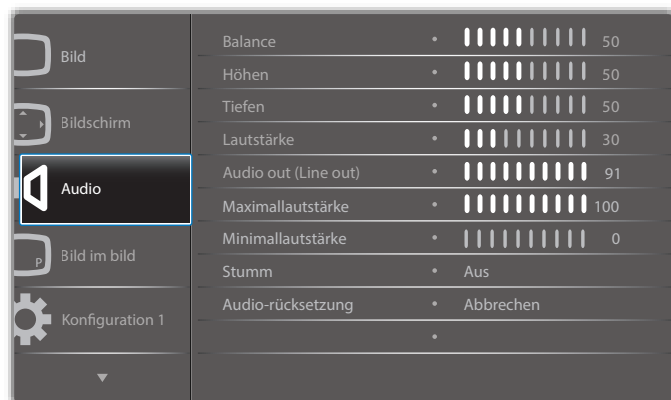 Bild
Bildschirm
Audio
P
Bild im bild
Konfiguration 1
Balance • 50
Höhen • 50
Tiefen • 50
Lautstärke • 30
Audio out (Line out) • 91
Maximallautstärke • 100
Minimallautstärke • 0
Stumm • Aus
Audio-rücksetzung • Abbrechen
•